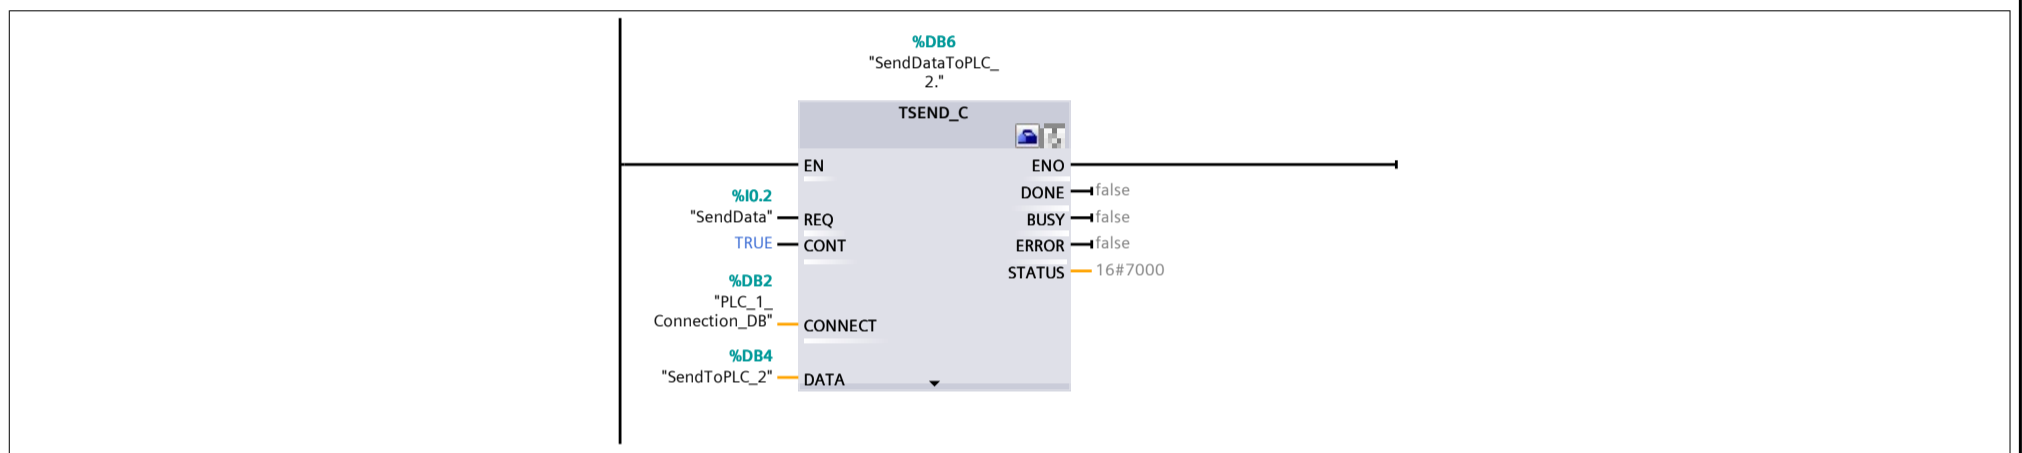 %DB6
"SendDataToPLC_
2."
TSEND_C
EN
ENO
DONE
false
%I0.2
"SendData"
REQ
BUSY
false
TRUE
CONT
ERROR
false
STATUS
16#7000
%DB2
"PLC_1_
Connection_DB"
CONNECT
%DB4
"SendToPLC_2"
DATA